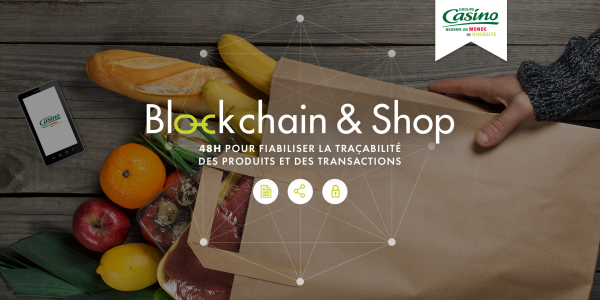 GROUPE
Casino
NOURRIR UN MONDE
DE DIVERSITÉ
Blockchain & Shop
48H POUR FIABILISER LA TRAÇABILITÉ
DES PRODUITS ET DES TRANSACTIONS
Casino